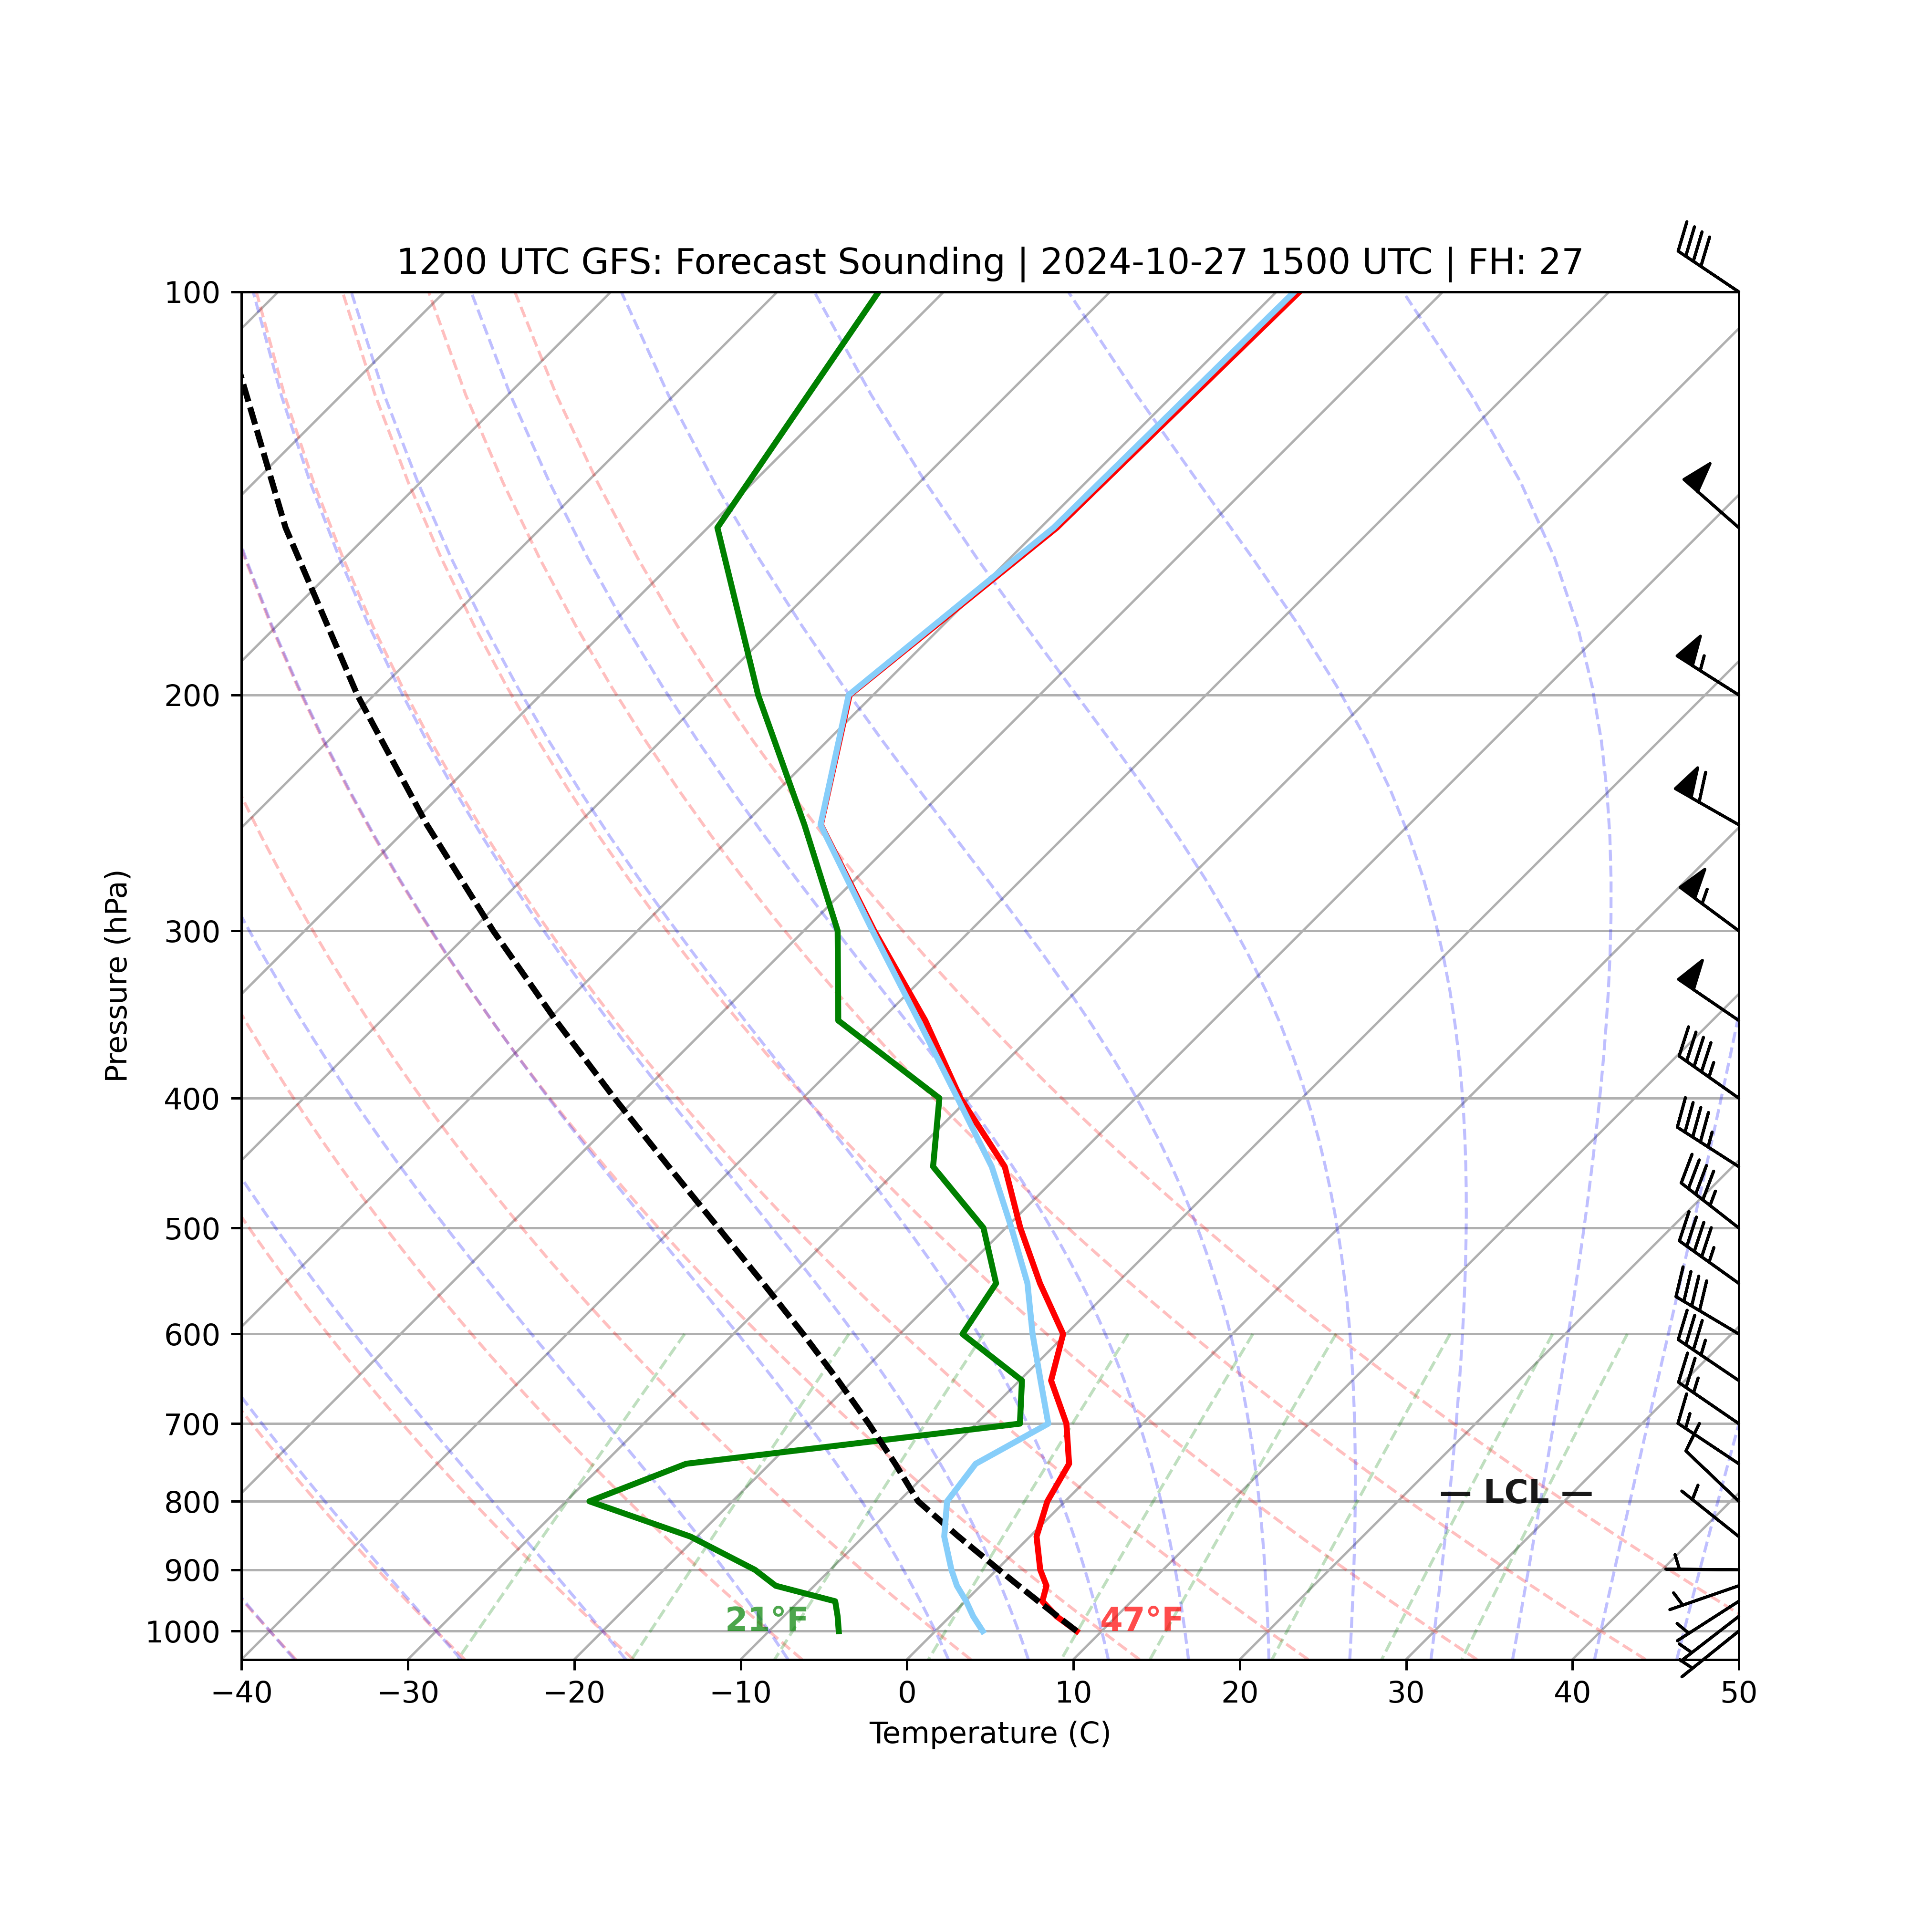 1200 UTC GFS: Forecast Sounding | 2024-10-27 1500 UTC | FH: 27
100
200
300
400
500
600
700
800
900
1000
Pressure (hPa)
— LCL —
21°F
47°F
−40 −30 −20 −10 0 10 20 30 40 50
Temperature (C)